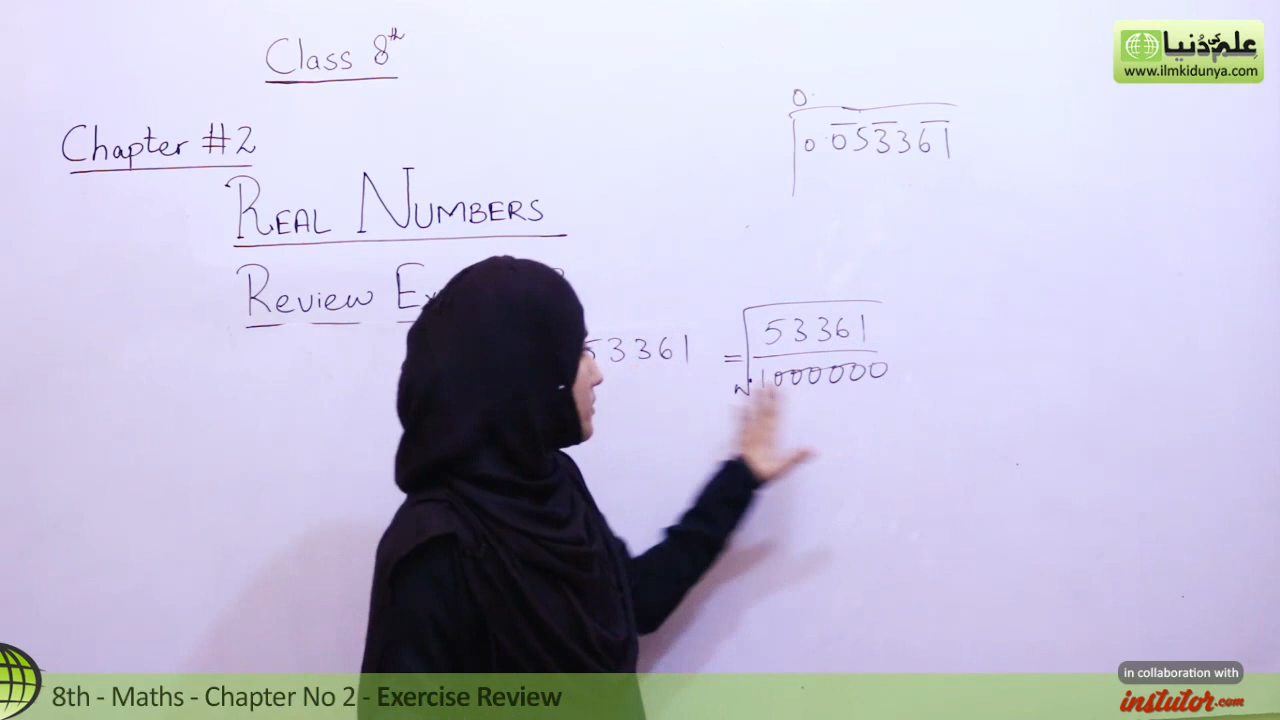 Class 8th
Chapter #2
REAL NUMBERS
Review
0.
0.053361
53361
= √
53361
1000000
علم کی دُنیا
www.ilmkidunya.com
8th - Maths - Chapter No 2 - Exercise Review
in collaboration with
instutor.com